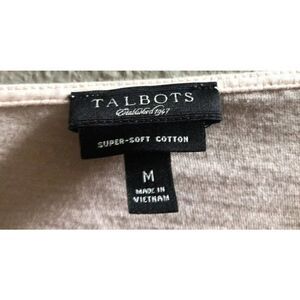 TALBOTS
Established 1947
SUPER-SOFT COTTON
M
MADE IN
VIETNAM